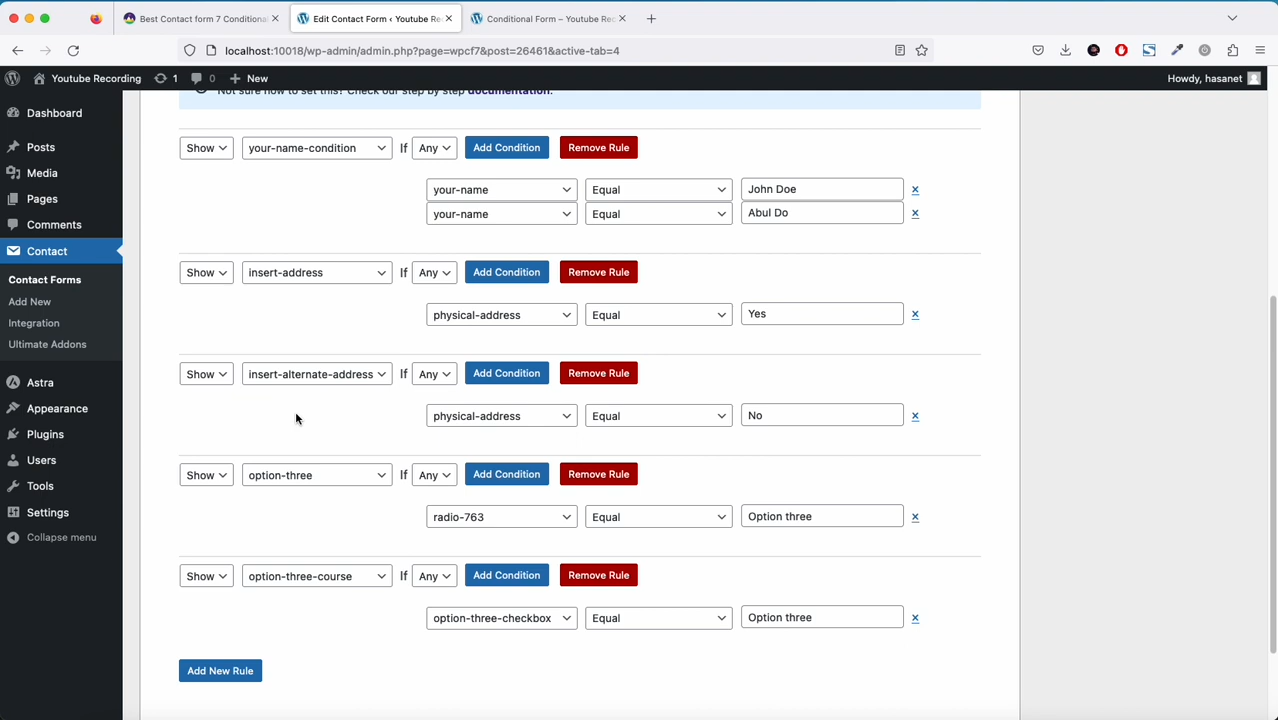 Best Contact form 7 Conditional
Edit Contact Form ‹ Youtube Re
Conditional Form – Youtube Rec
localhost:10018/wp-admin/admin.php?page=wpcf7&post=26461&active-tab=4
Youtube Recording 1 0 New Howdy, hasanet
Not sure how to set this? Check our step by step documentation.
Dashboard
Posts
Media
Pages
Comments
Contact
Contact Forms
Add New
Integration
Ultimate Addons
Astra
Appearance
Plugins
Users
Tools
Settings
Collapse menu
Show your-name-condition If Any Add Condition Remove Rule
your-name Equal John Doe x
your-name Equal Abul Do x
Show insert-address If Any Add Condition Remove Rule
physical-address Equal Yes x
Show insert-alternate-address If Any Add Condition Remove Rule
physical-address Equal No x
Show option-three If Any Add Condition Remove Rule
radio-763 Equal Option three x
Show option-three-course If Any Add Condition Remove Rule
option-three-checkbox Equal Option three x
Add New Rule